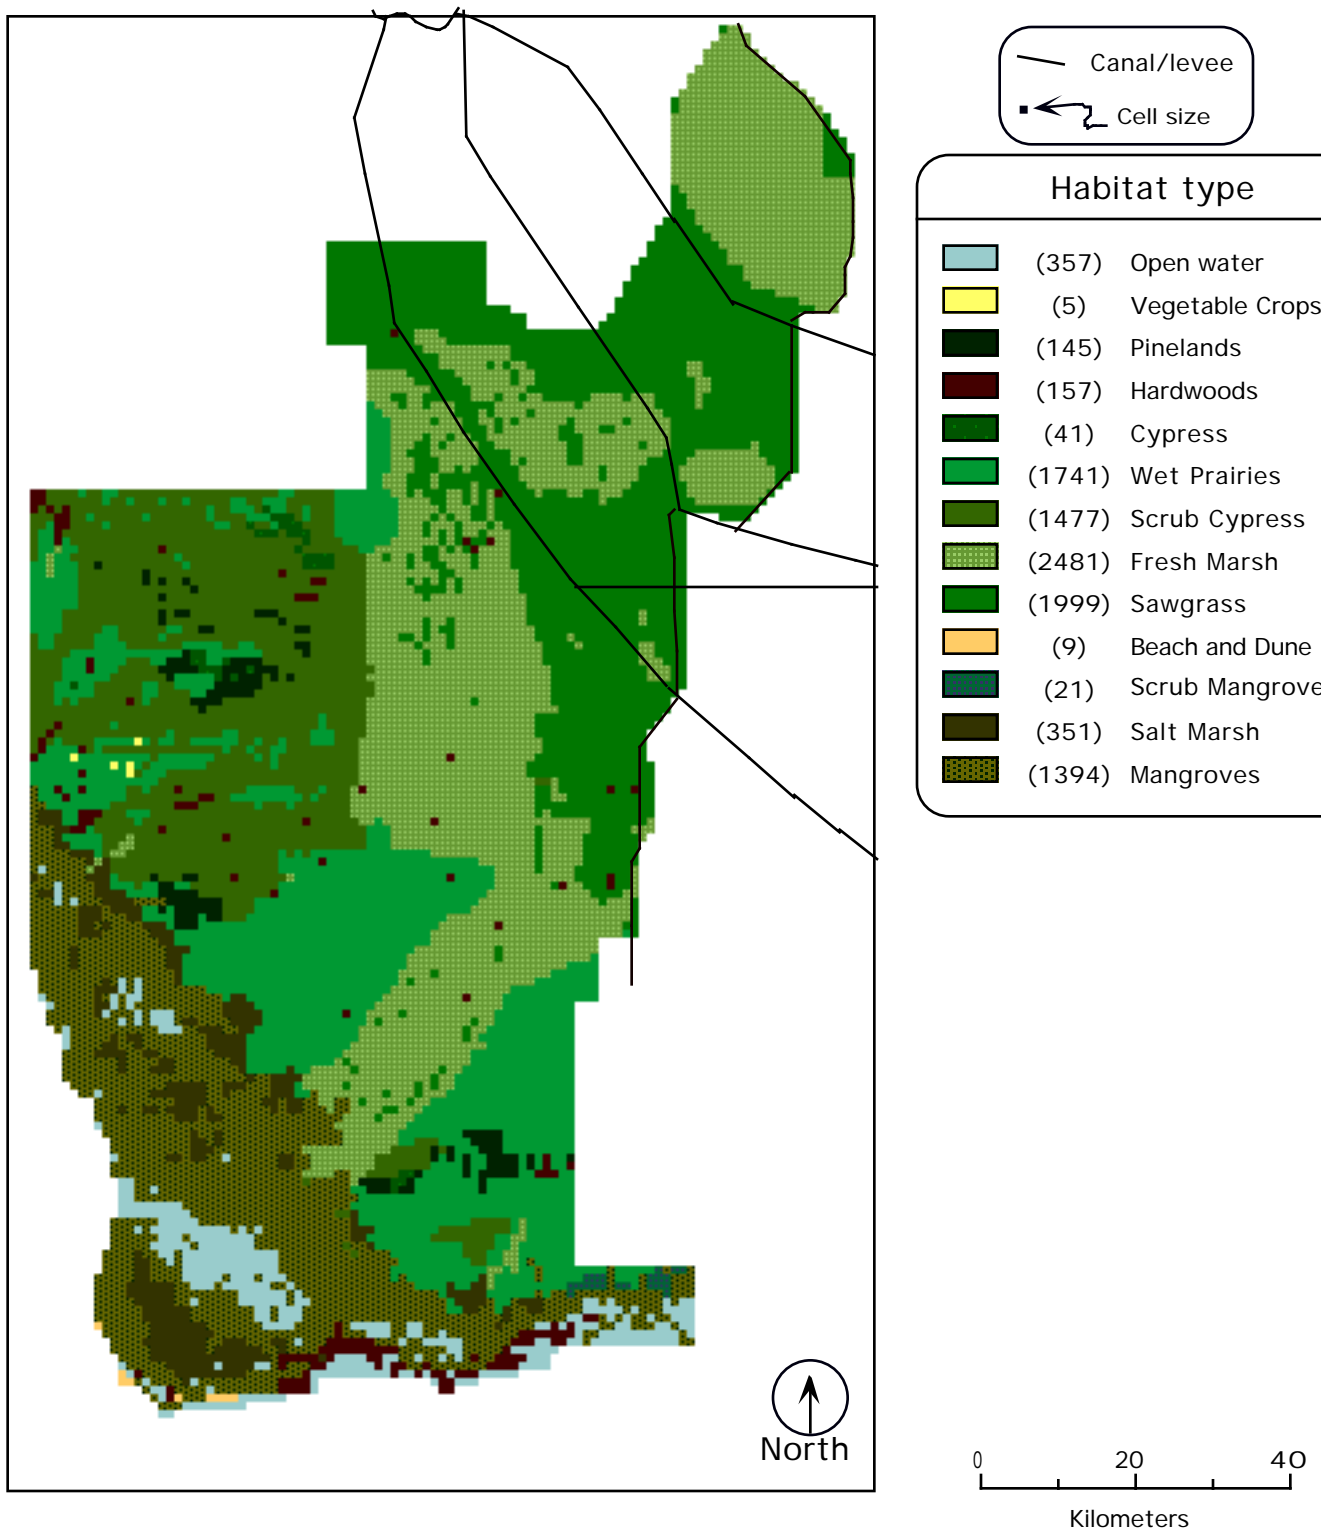 Canal/levee
Cell size
Habitat type
(357) Open water
(5) Vegetable Crops
(145) Pinelands
(157) Hardwoods
(41) Cypress
(1741) Wet Prairies
(1477) Scrub Cypress
(2481) Fresh Marsh
(1999) Sawgrass
(9) Beach and Dune
(21) Scrub Mangrove
(351) Salt Marsh
(1394) Mangroves
North
0 20 40
Kilometers